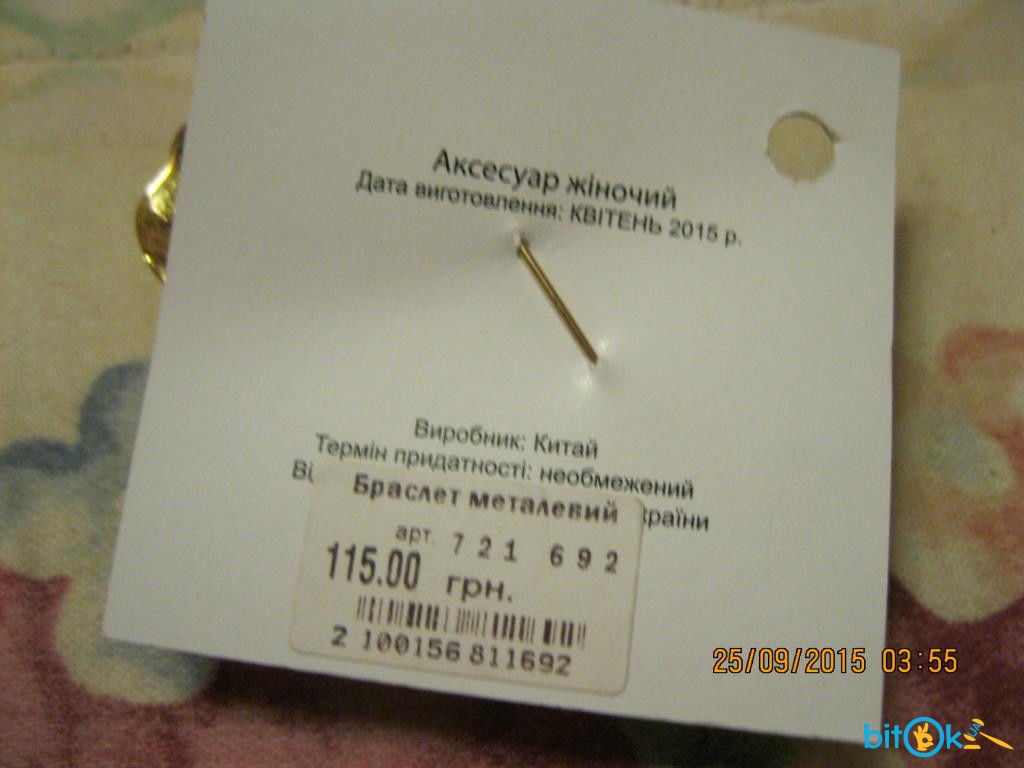 Аксесуар жіночий
Дата виготовлення: КВІТЕНЬ 2015 р.
Виробник: Китай
Термін придатності: необмежений
Браслет металевий
арт. 721 692
115.00 грн.
2 100156 811692
25/09/2015 03:55
bitOk UA